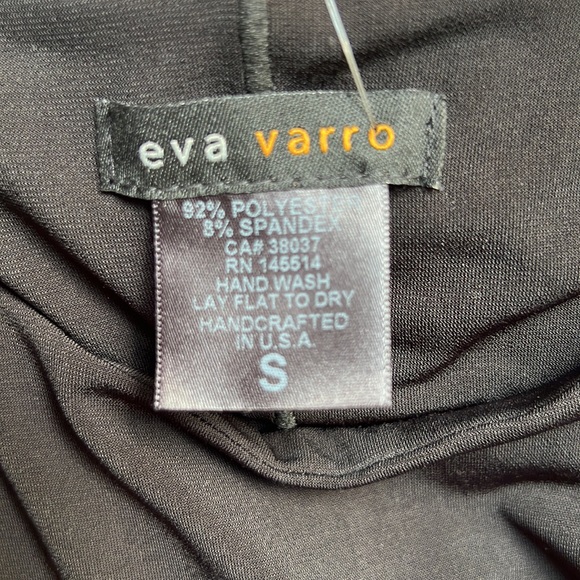 eva varro
92% POLYESTER
8% SPANDEX
CA# 38037
RN 145514
HAND WASH
LAY FLAT TO DRY
HANDCRAFTED
IN U.S.A.
S